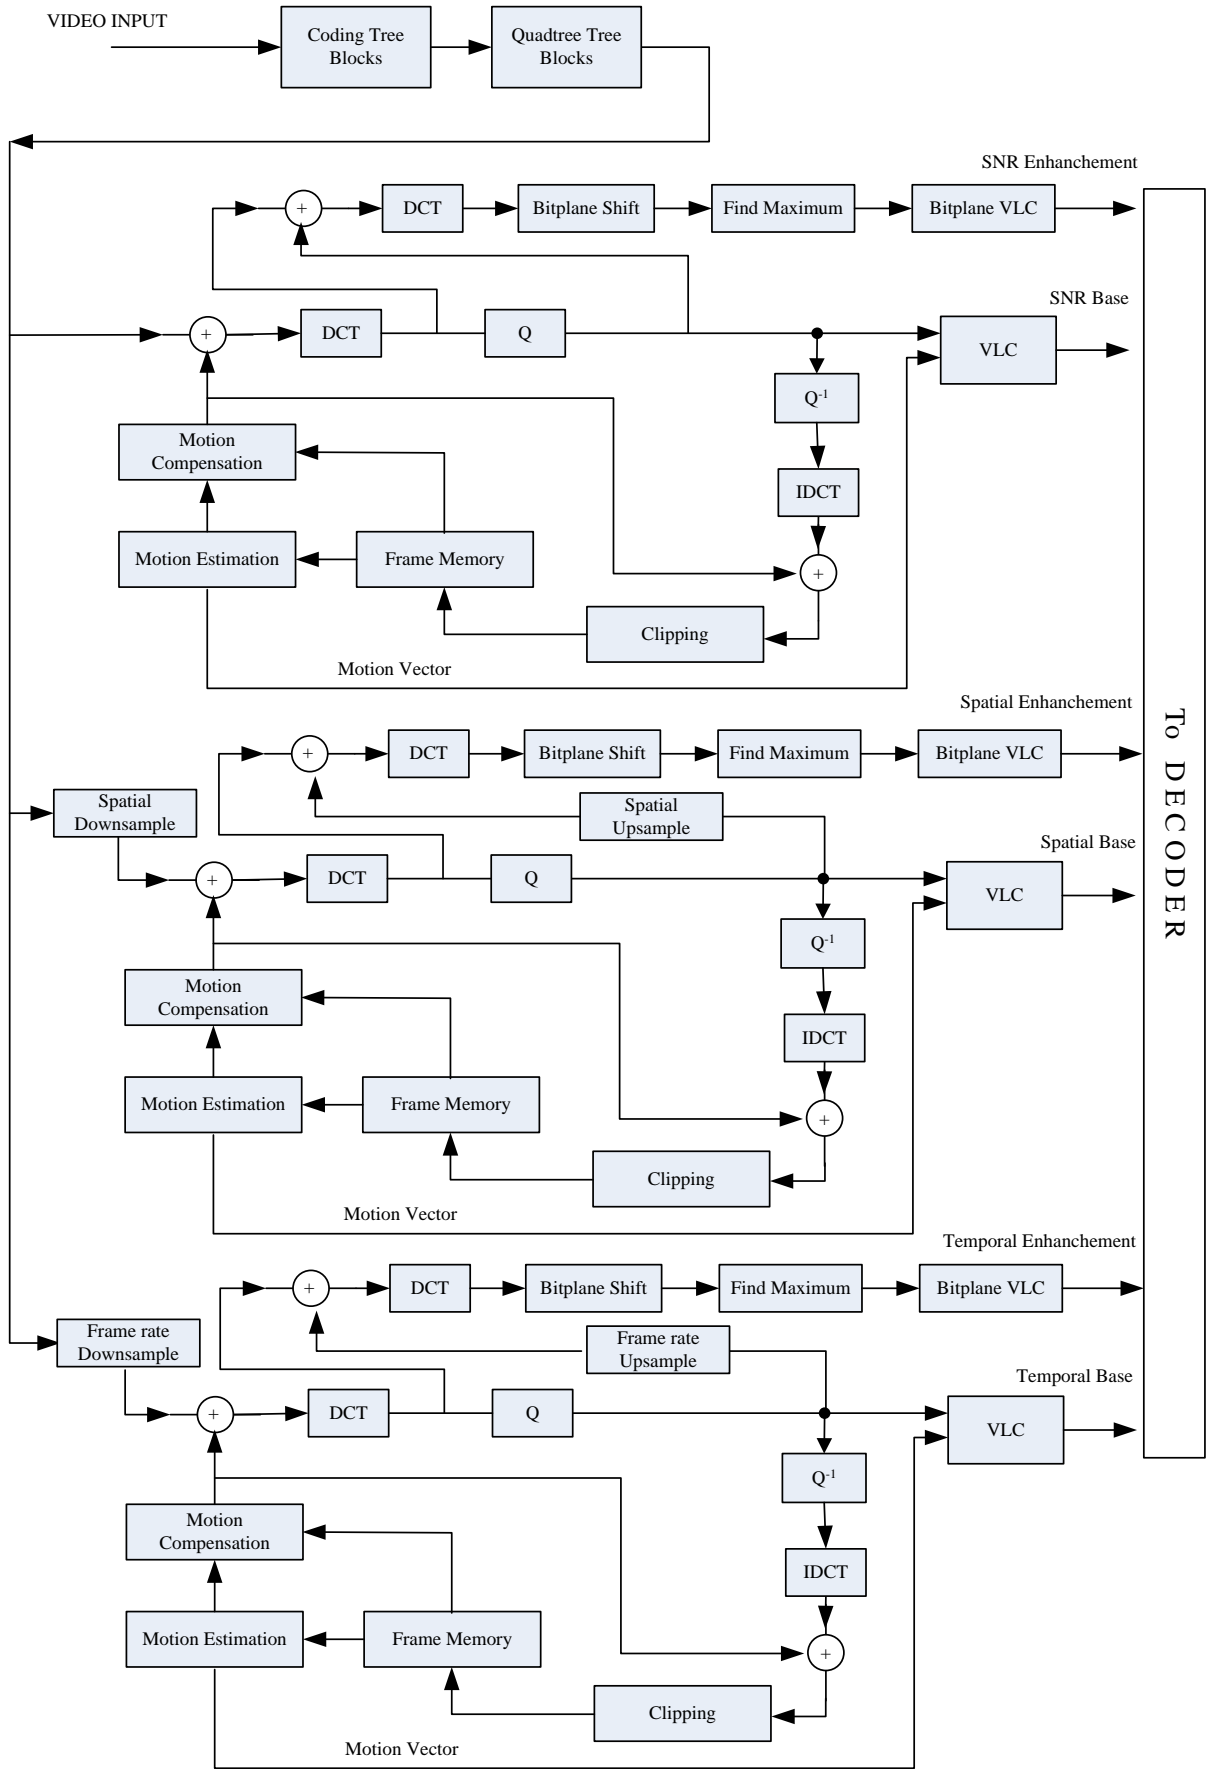 VIDEO INPUT
Coding Tree
Blocks
Quadtree Tree
Blocks
SNR Enhanchement
+
DCT
Bitplane Shift
Find Maximum
Bitplane VLC
SNR Base
+
DCT
Q
VLC
Q-1
Motion
Compensation
IDCT
Motion Estimation
Frame Memory
+
Clipping
Motion Vector
Spatial Enhanchement
To DECODER
+
DCT
Bitplane Shift
Find Maximum
Bitplane VLC
Spatial
Downsample
Spatial
Upsample
Spatial Base
+
DCT
Q
VLC
Q-1
Motion
Compensation
IDCT
Motion Estimation
Frame Memory
+
Clipping
Motion Vector
Temporal Enhanchement
+
DCT
Bitplane Shift
Find Maximum
Bitplane VLC
Frame rate
Downsample
Frame rate
Upsample
Temporal Base
+
DCT
Q
VLC
Q-1
Motion
Compensation
IDCT
Motion Estimation
Frame Memory
+
Clipping
Motion Vector